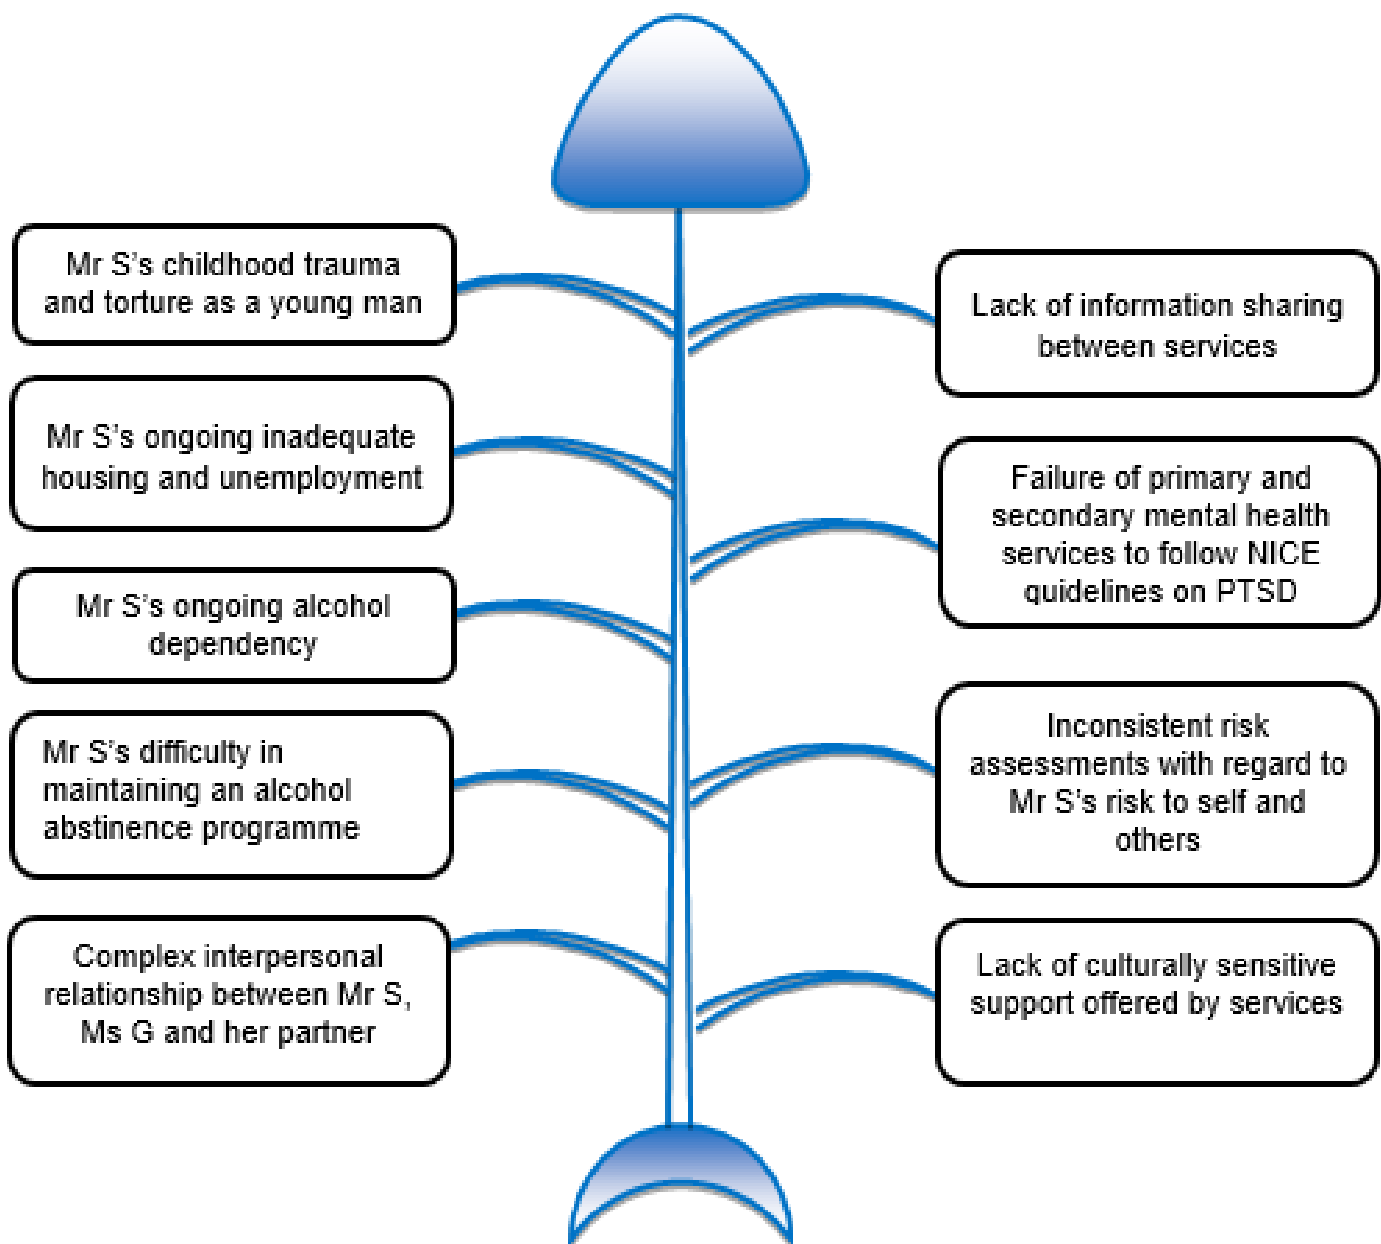 Mr S's childhood trauma
and torture as a young man
Mr S's ongoing inadequate
housing and unemployment
Mr S's ongoing alcohol
dependency
Mr S's difficulty in
maintaining an alcohol
abstinence programme
Complex interpersonal
relationship between Mr S,
Ms G and her partner
Lack of information sharing
between services
Failure of primary and
secondary mental health
services to follow NICE
guidelines on PTSD
Inconsistent risk
assessments with regard to
Mr S's risk to self and
others
Lack of culturally sensitive
support offered by services